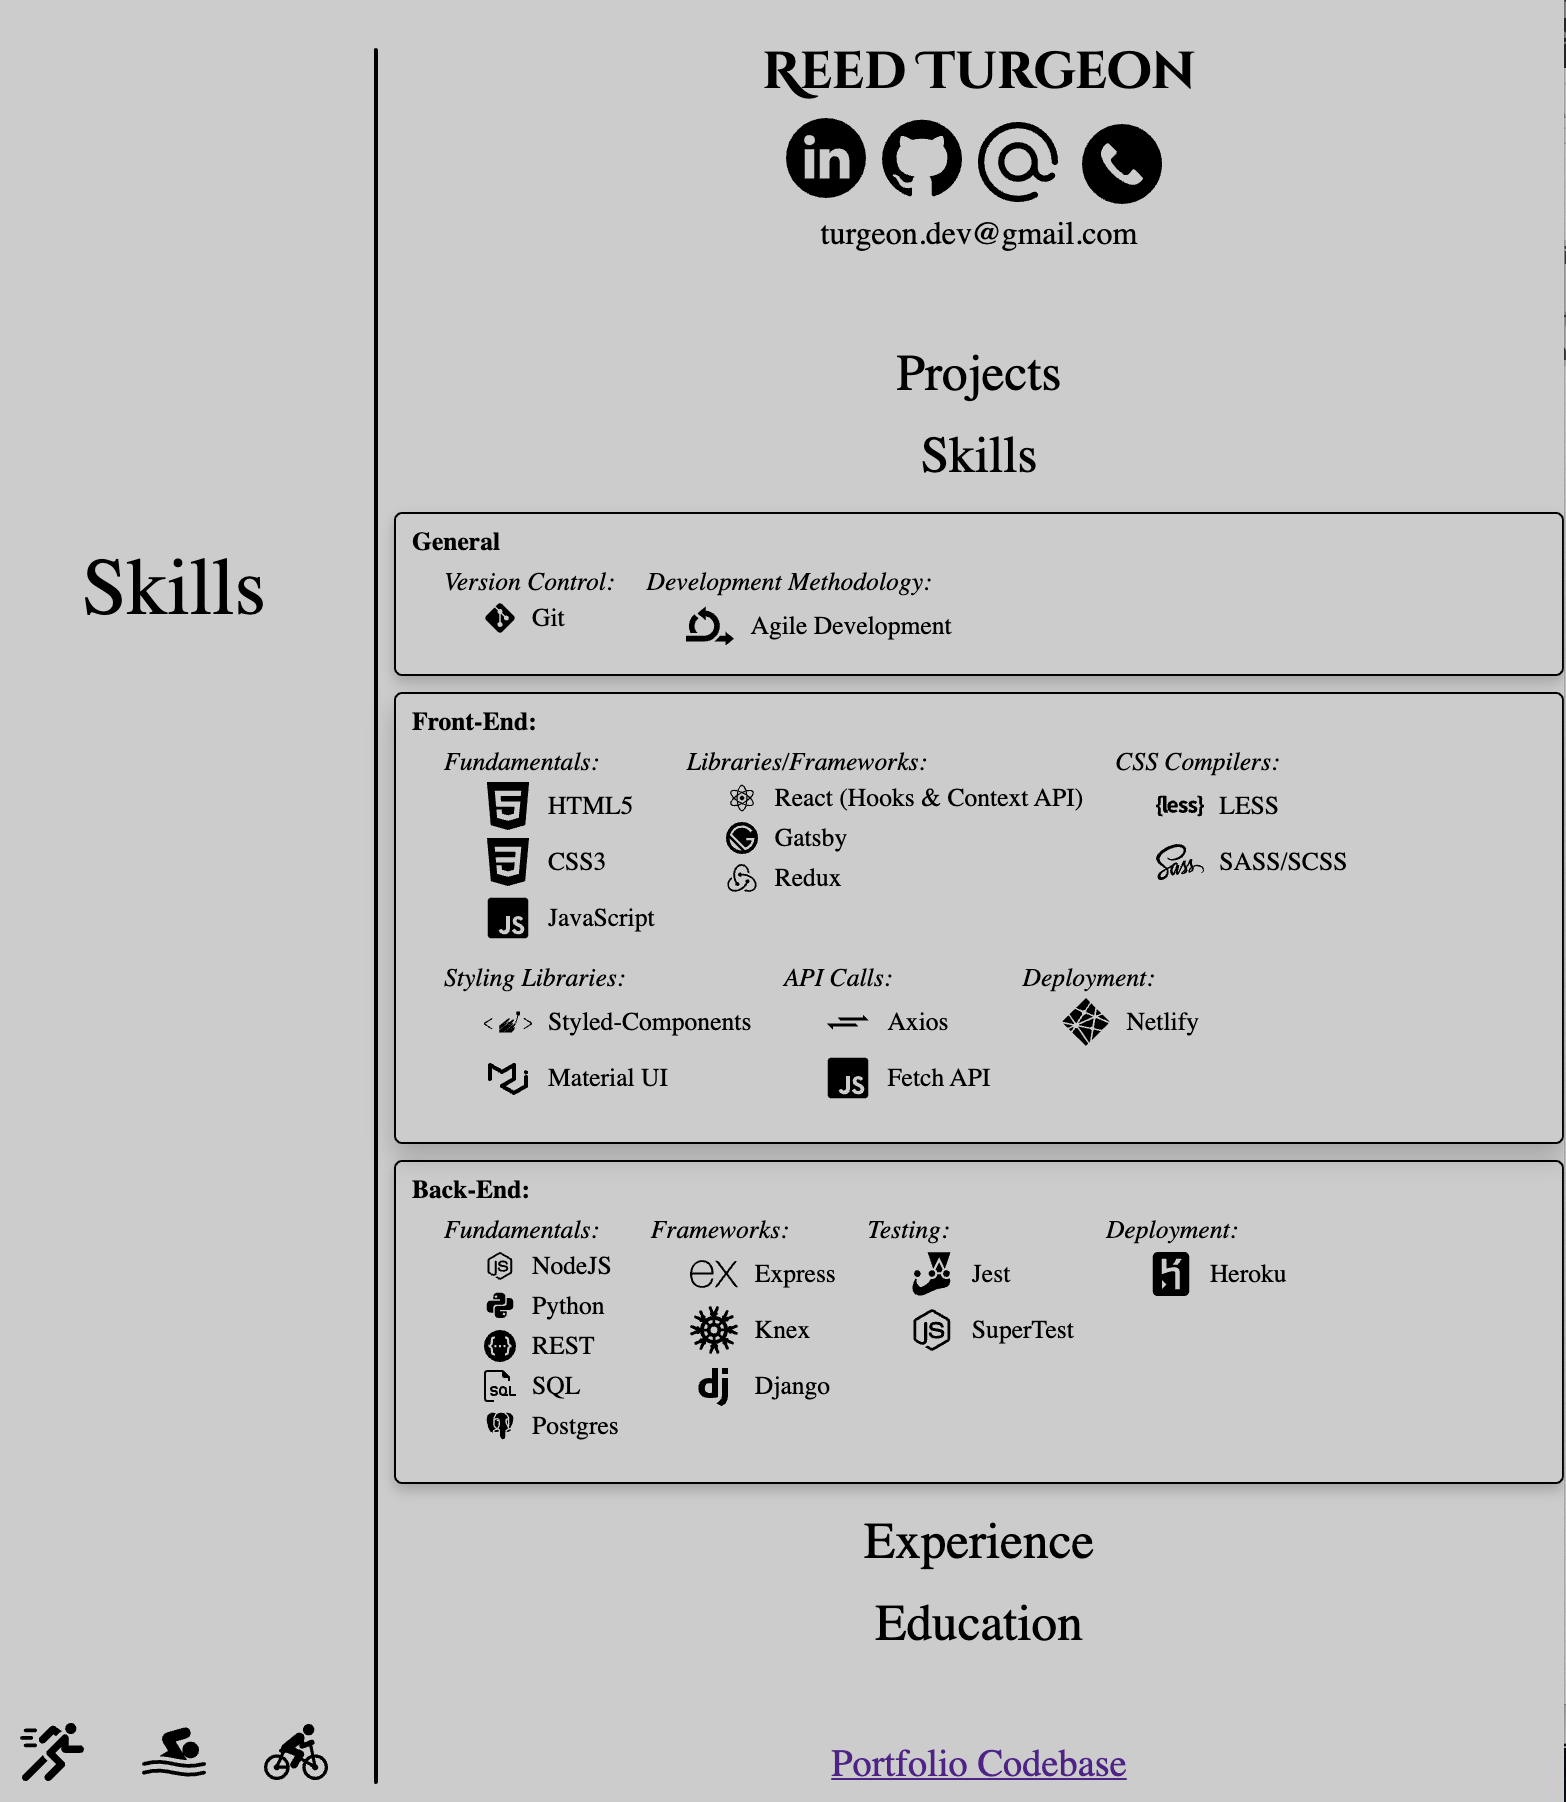 REED TURGEON
in
turgeon.dev@gmail.com
Projects
Skills
Skills
General
Version Control: Development Methodology:
Git Agile Development
Front-End:
Fundamentals: Libraries/Frameworks: CSS Compilers:
HTML5 React (Hooks & Context API) {less} LESS
CSS3 Gatsby Sass SASS/SCSS
JS JavaScript Redux
Styling Libraries: API Calls: Deployment:
Styled-Components Axios Netlify
Material UI JS Fetch API
Back-End:
Fundamentals: Frameworks: Testing: Deployment:
JS NodeJS ex Express Jest Heroku
Python Knex JS SuperTest
REST dj Django
SQL SQL
Postgres
Experience
Education
Portfolio Codebase